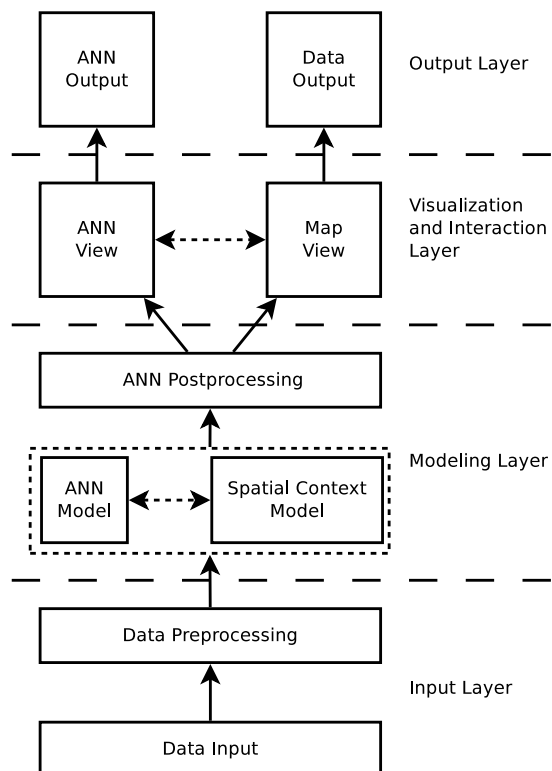 ANN
Output
Data
Output
Output Layer
ANN
View
Map
View
Visualization
and Interaction
Layer
ANN Postprocessing
ANN
Model
Spatial Context
Model
Modeling Layer
Data Preprocessing
Input Layer
Data Input